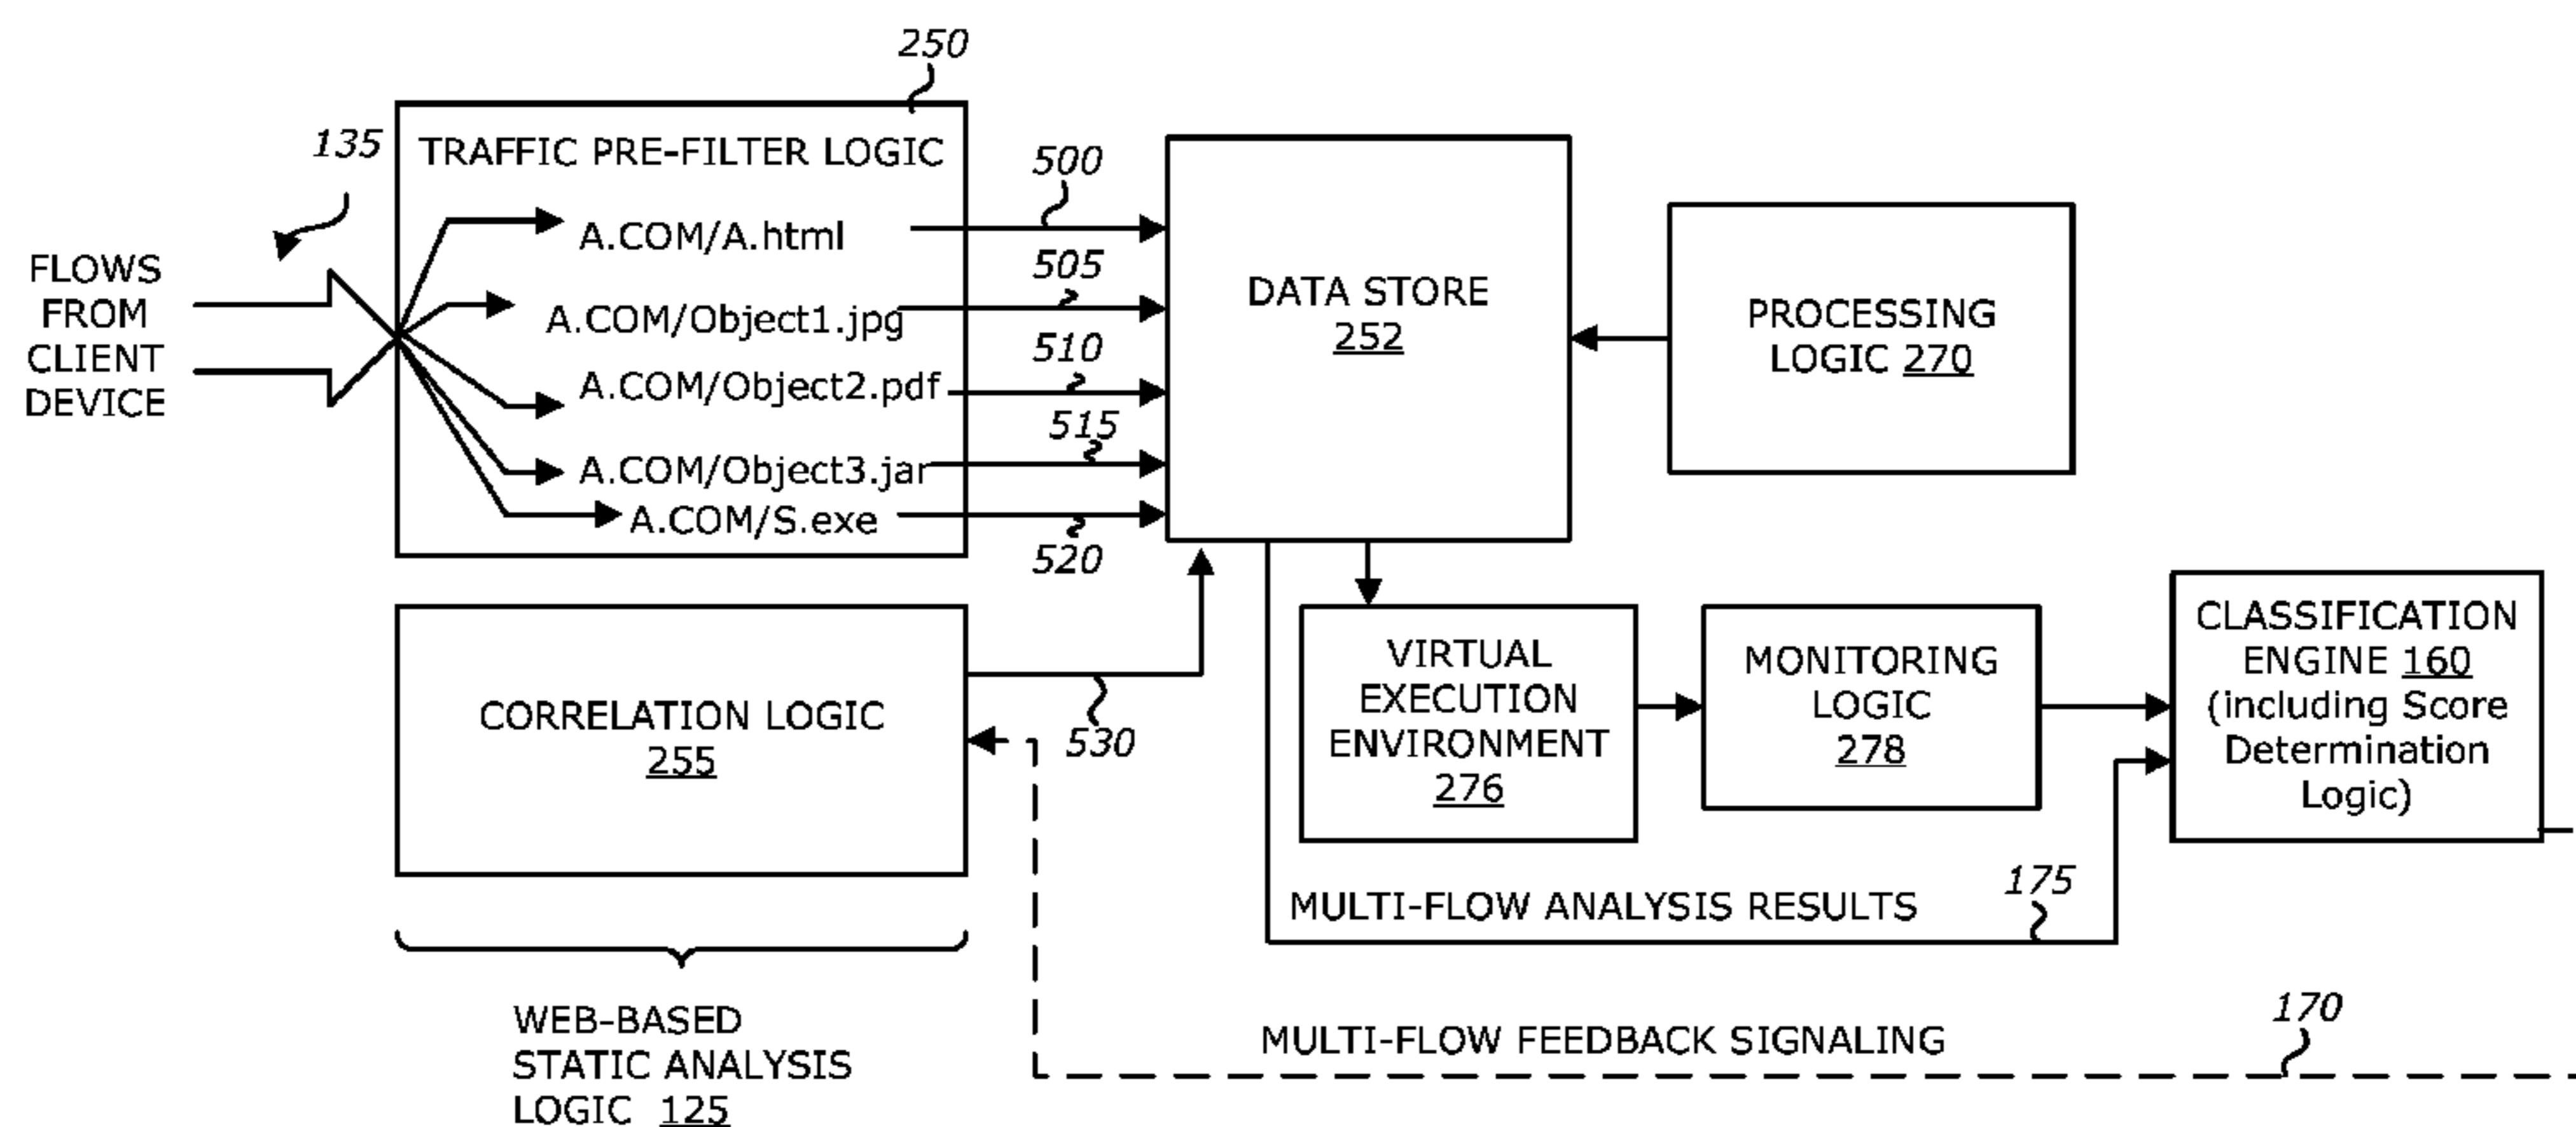 250
135
TRAFFIC PRE-FILTER LOGIC
500
A.COM/A.html
505
A.COM/Object1.jpg
510
A.COM/Object2.pdf
515
A.COM/Object3.jar
A.COM/S.exe
520
FLOWS
FROM
CLIENT
DEVICE
DATA STORE
252
PROCESSING
LOGIC 270
CORRELATION LOGIC
255
530
VIRTUAL
EXECUTION
ENVIRONMENT
276
MONITORING
LOGIC
278
CLASSIFICATION
ENGINE 160
(including Score
Determination
Logic)
MULTI-FLOW ANALYSIS RESULTS
175
WEB-BASED
STATIC ANALYSIS
LOGIC 125
MULTI-FLOW FEEDBACK SIGNALING
170